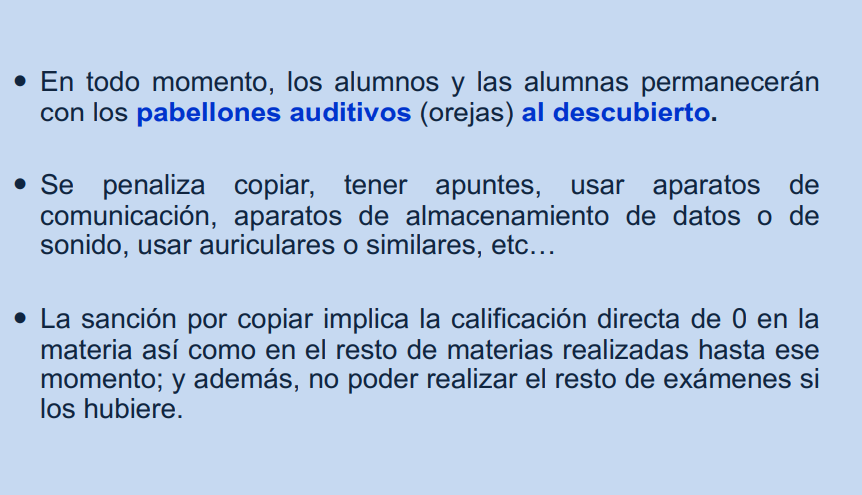 • En todo momento, los alumnos y las alumnas permanecerán
con los pabellones auditivos (orejas) al descubierto.
• Se penaliza copiar, tener apuntes, usar aparatos de
comunicación, aparatos de almacenamiento de datos o de
sonido, usar auriculares o similares, etc…
• La sanción por copiar implica la calificación directa de 0 en la
materia así como en el resto de materias realizadas hasta ese
momento; y además, no poder realizar el resto de exámenes si
los hubiere.